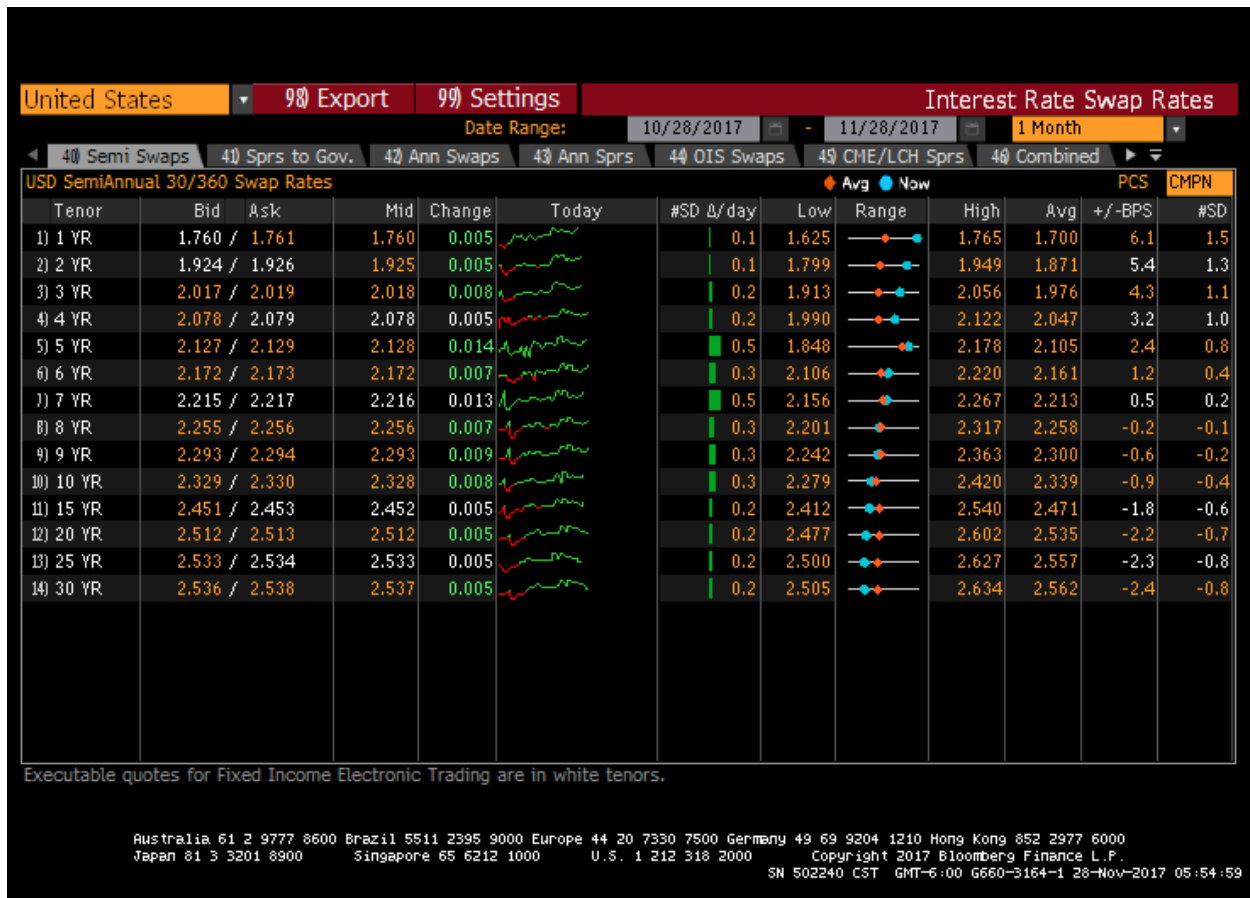 United States 98) Export 99) Settings Interest Rate Swap Rates
Date Range: 10/28/2017 - 11/28/2017 1 Month
40) Semi Swaps 41) Sprs to Gov. 42) Ann Swaps 43) Ann Sprs 44) OIS Swaps 45) CME/LCH Sprs 46) Combined
USD SemiAnnual 30/360 Swap Rates Avg Now PCS CMPN
Tenor Bid Ask Mid Change Today #SD Δ/day Low Range High Avg +/-BPS #SD
1) 1 YR 1.760 / 1.761 1.760 0.005 0.1 1.625 1.765 1.700 6.1 1.5
2) 2 YR 1.924 / 1.926 1.925 0.005 0.1 1.799 1.949 1.871 5.4 1.3
3) 3 YR 2.017 / 2.019 2.018 0.008 0.2 1.913 2.056 1.976 4.3 1.1
4) 4 YR 2.078 / 2.079 2.078 0.005 0.2 1.990 2.122 2.047 3.2 1.0
5) 5 YR 2.127 / 2.129 2.128 0.014 0.5 1.848 2.178 2.105 2.4 0.8
6) 6 YR 2.172 / 2.173 2.172 0.007 0.3 2.106 2.220 2.161 1.2 0.4
7) 7 YR 2.215 / 2.217 2.216 0.013 0.5 2.156 2.267 2.213 0.5 0.2
8) 8 YR 2.255 / 2.256 2.256 0.007 0.3 2.201 2.317 2.258 -0.2 -0.1
9) 9 YR 2.293 / 2.294 2.293 0.009 0.3 2.242 2.363 2.300 -0.6 -0.2
10) 10 YR 2.329 / 2.330 2.328 0.008 0.3 2.279 2.420 2.339 -0.9 -0.4
11) 15 YR 2.451 / 2.453 2.452 0.005 0.2 2.412 2.540 2.471 -1.8 -0.6
12) 20 YR 2.512 / 2.513 2.512 0.005 0.2 2.477 2.602 2.535 -2.2 -0.7
13) 25 YR 2.533 / 2.534 2.533 0.005 0.2 2.500 2.627 2.557 -2.3 -0.8
14) 30 YR 2.536 / 2.538 2.537 0.005 0.2 2.505 2.634 2.562 -2.4 -0.8
Executable quotes for Fixed Income Electronic Trading are in white tenors.
Australia 61 2 9777 8600 Brazil 5511 2395 9000 Europe 44 20 7330 7500 Germany 49 69 9204 1210 Hong Kong 852 2977 6000
Japan 81 3 3201 8900 Singapore 65 6212 1000 U.S. 1 212 318 2000 Copyright 2017 Bloomberg Finance L.P.
SN 502240 CST GMT-6:00 G660-3164-1 28-Nov-2017 05:54:59